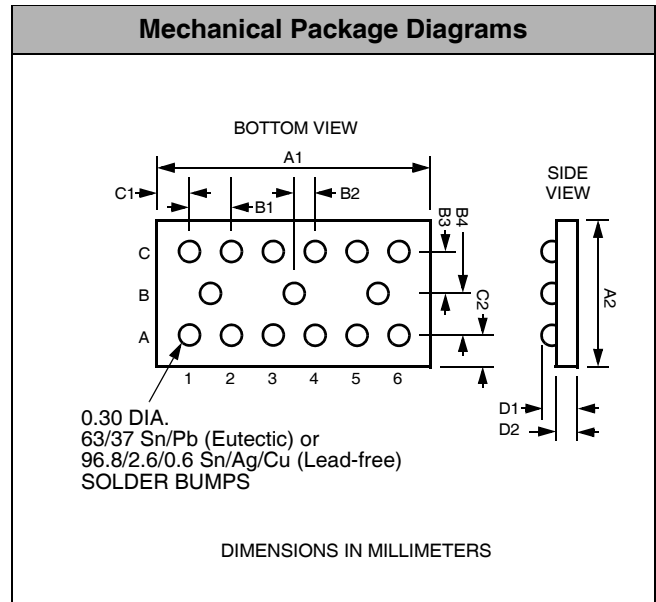 Mechanical Package Diagrams
BOTTOM VIEW
A1
SIDE
VIEW
C1
B1
B2
B3
B4
C
B
A
C2
A2
1 2 3 4 5 6
D1
D2
0.30 DIA.
63/37 Sn/Pb (Eutectic) or
96.8/2.6/0.6 Sn/Ag/Cu (Lead-free)
SOLDER BUMPS
DIMENSIONS IN MILLIMETERS